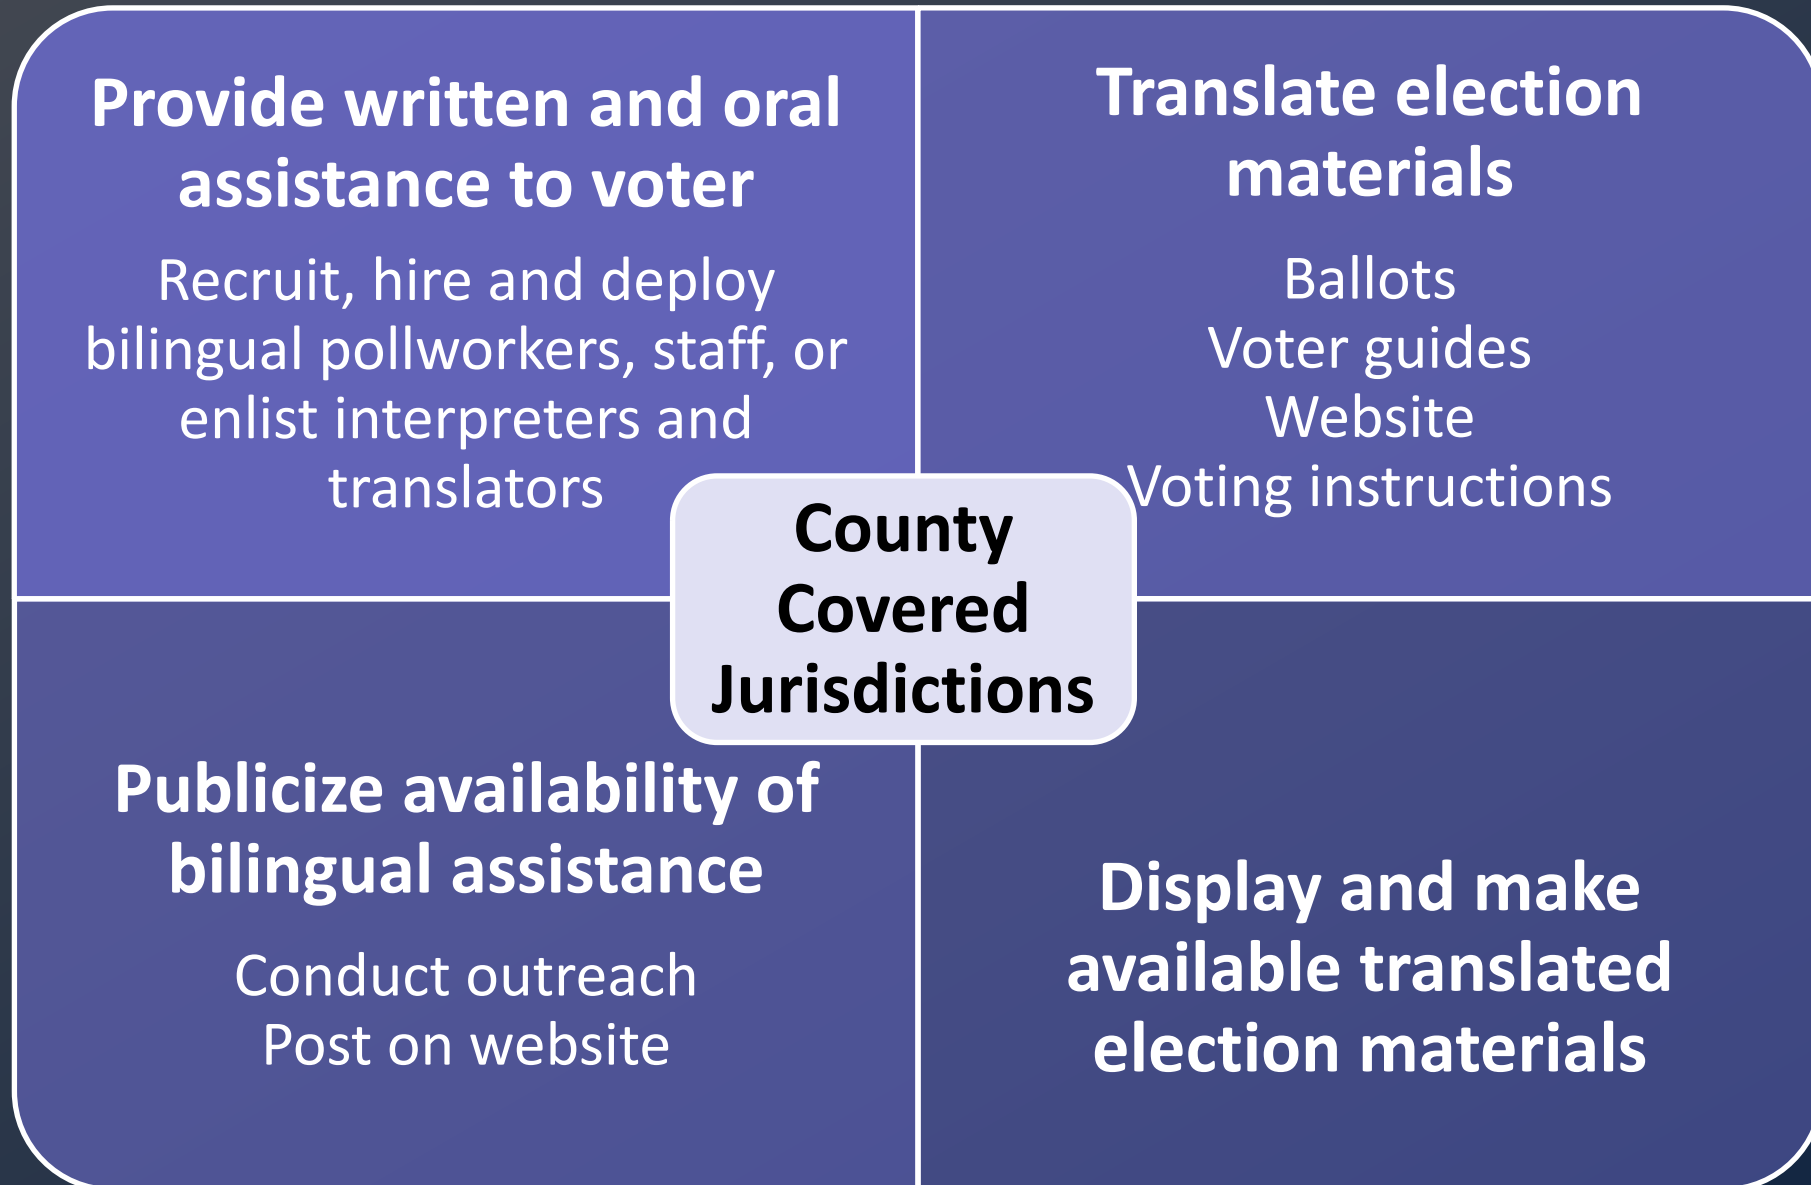 Provide written and oral
assistance to voter
Recruit, hire and deploy
bilingual pollworkers, staff, or
enlist interpreters and
translators
Translate election
materials
Ballots
Voter guides
Website
Voting instructions
County
Covered
Jurisdictions
Publicize availability of
bilingual assistance
Conduct outreach
Post on website
Display and make
available translated
election materials